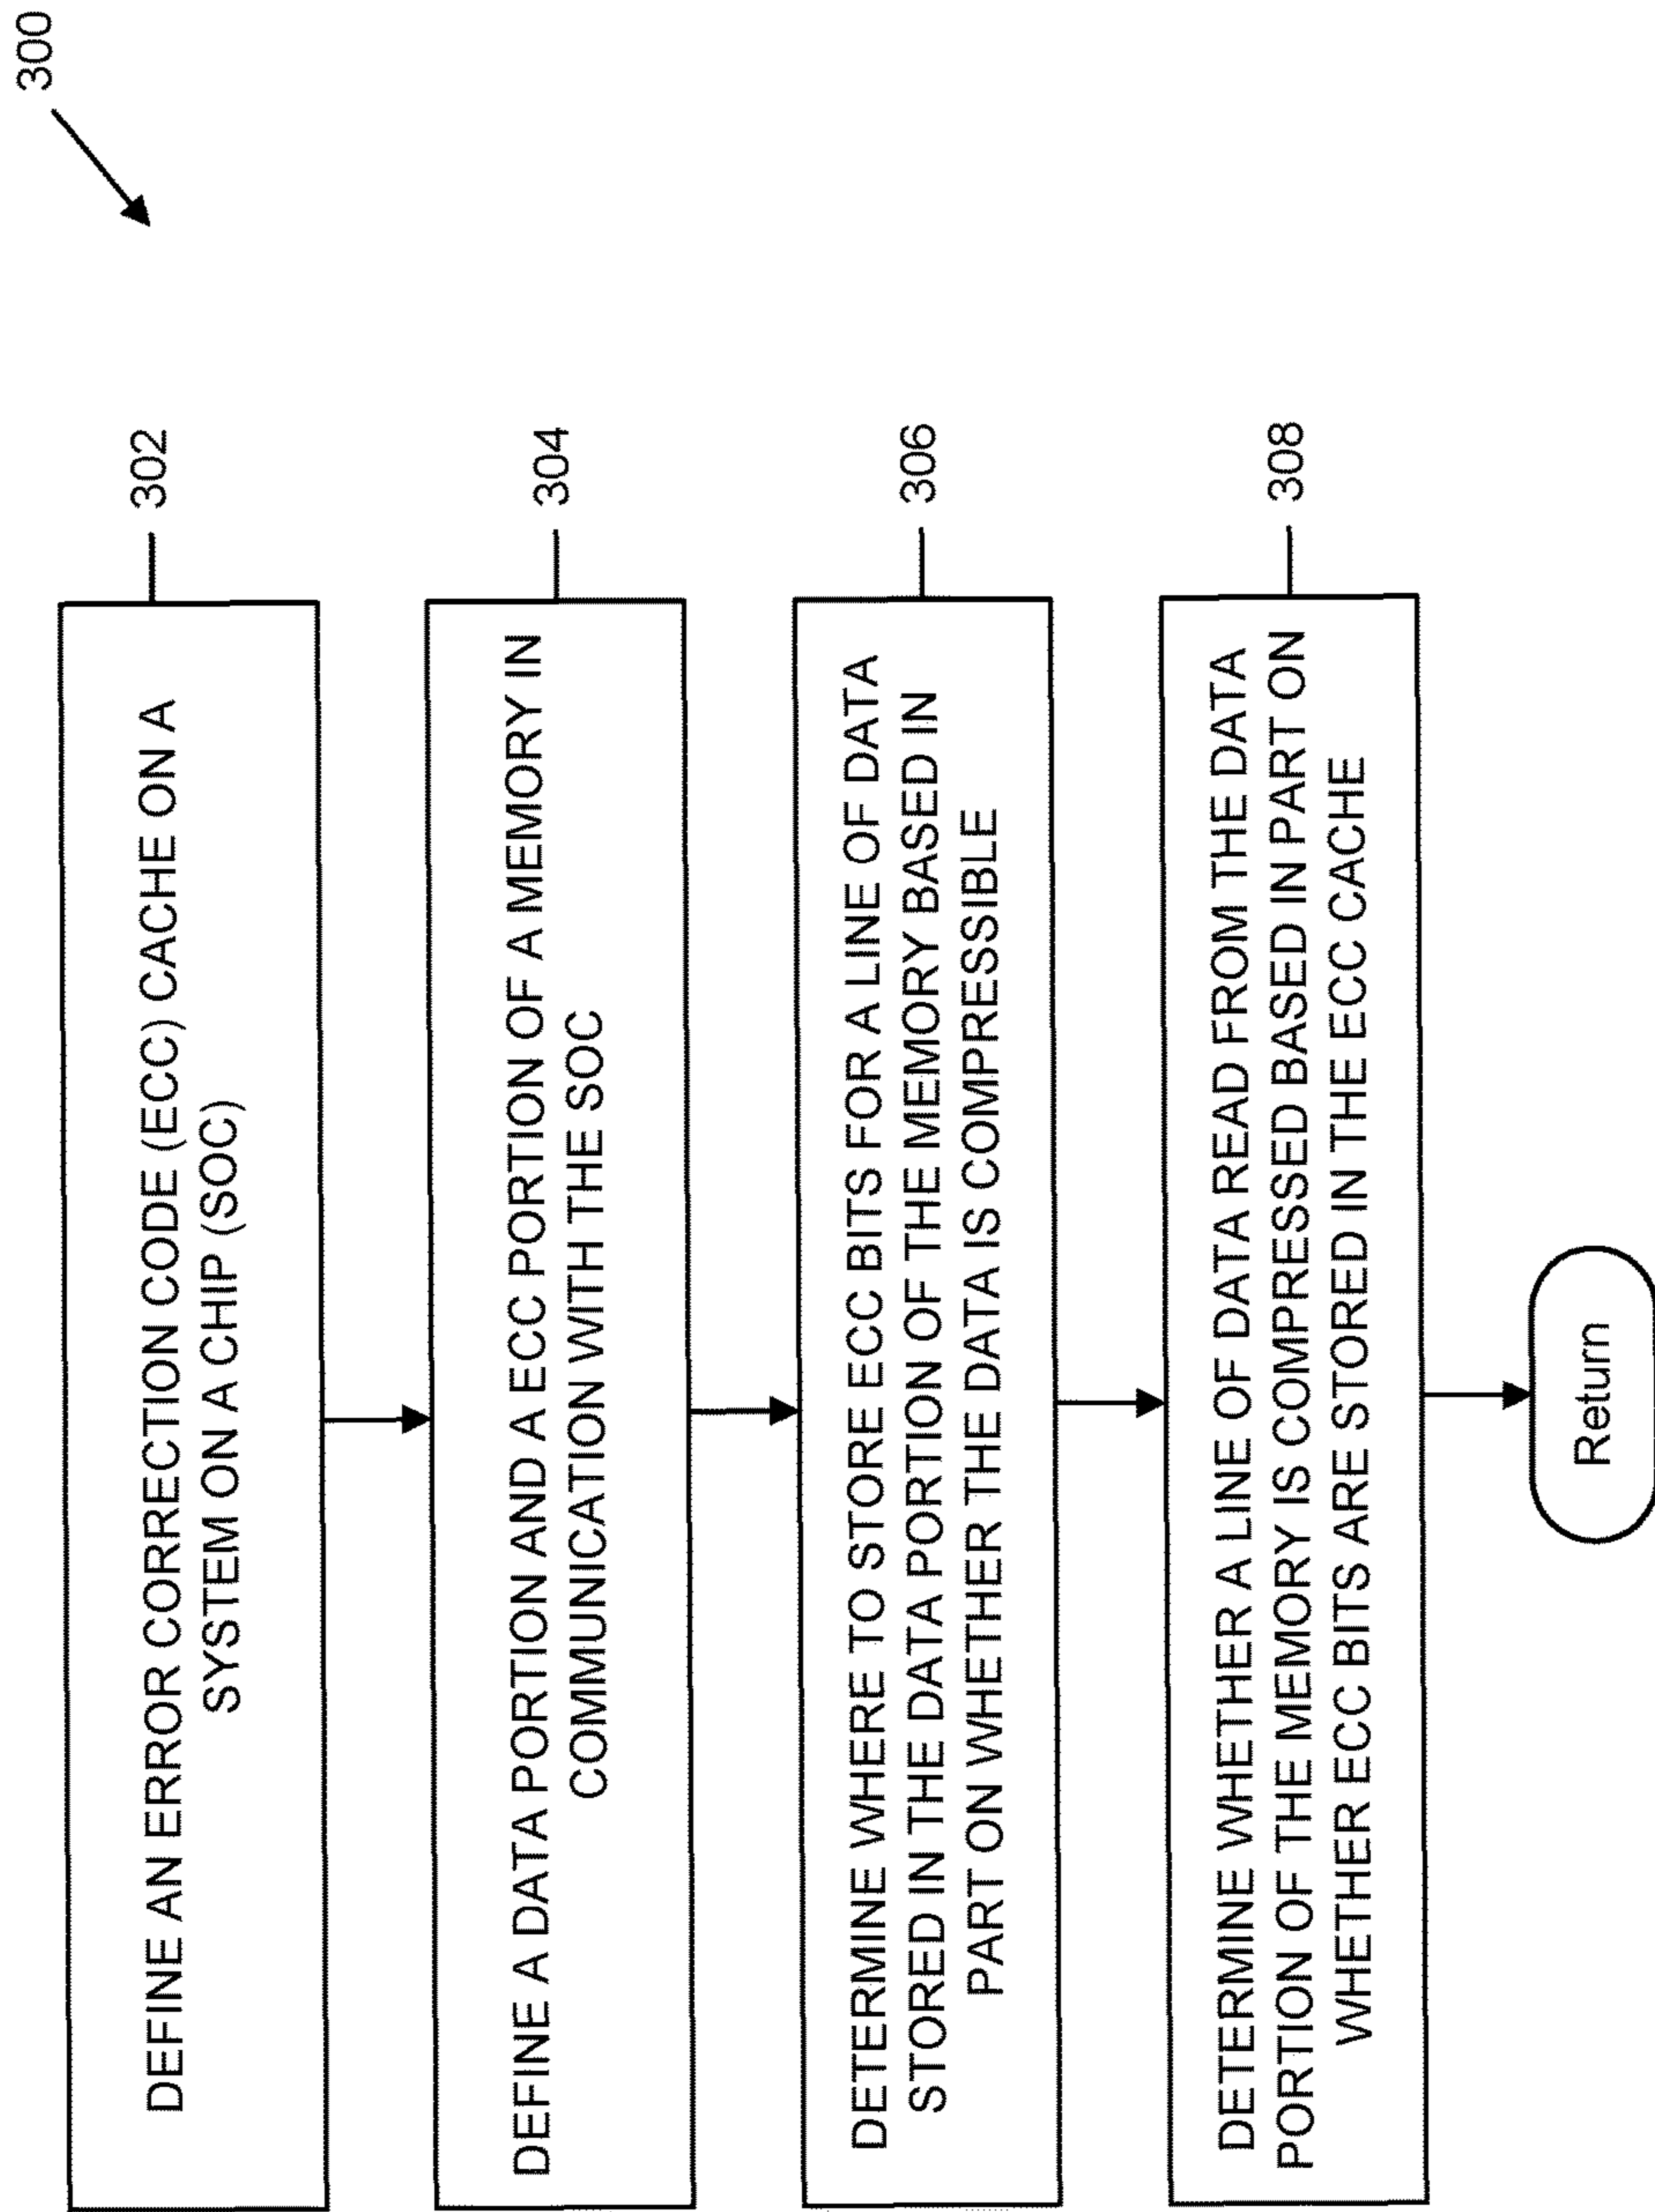 300
DEFINE AN ERROR CORRECTION CODE (ECC) CACHE ON A
SYSTEM ON A CHIP (SOC)
302
DEFINE A DATA PORTION AND A ECC PORTION OF A MEMORY IN
COMMUNICATION WITH THE SOC
304
DETERMINE WHERE TO STORE ECC BITS FOR A LINE OF DATA
STORED IN THE DATA PORTION OF THE MEMORY BASED IN
PART ON WHETHER THE DATA IS COMPRESSIBLE
306
DETERMINE WHETHER A LINE OF DATA READ FROM THE DATA
PORTION OF THE MEMORY IS COMPRESSED BASED IN PART ON
WHETHER ECC BITS ARE STORED IN THE ECC CACHE
308
Return